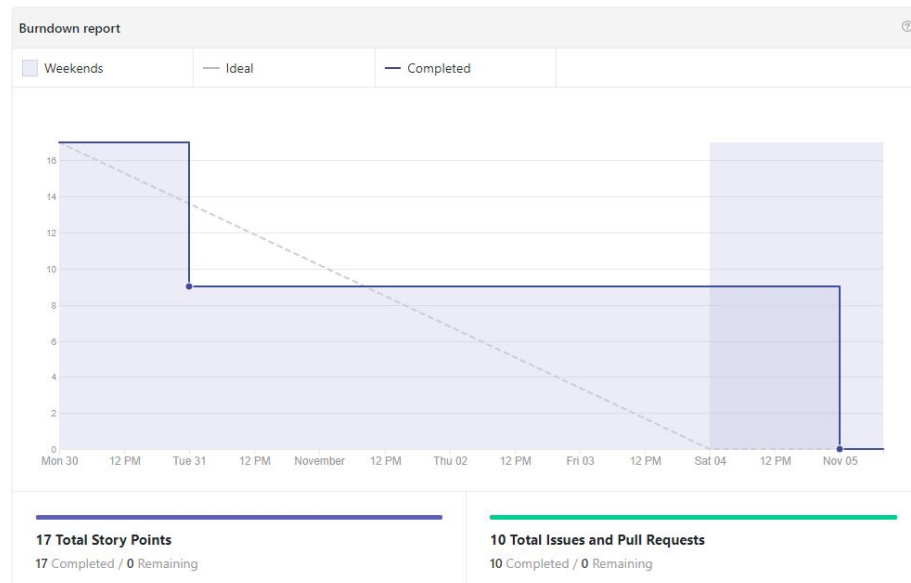 Burndown report
Weekends Ideal Completed
16
14
12
10
8
6
4
2
0
Mon 30 12 PM Tue 31 12 PM November 12 PM Thu 02 12 PM Fri 03 12 PM Sat 04 12 PM Nov 05
17 Total Story Points
17 Completed / 0 Remaining
10 Total Issues and Pull Requests
10 Completed / 0 Remaining